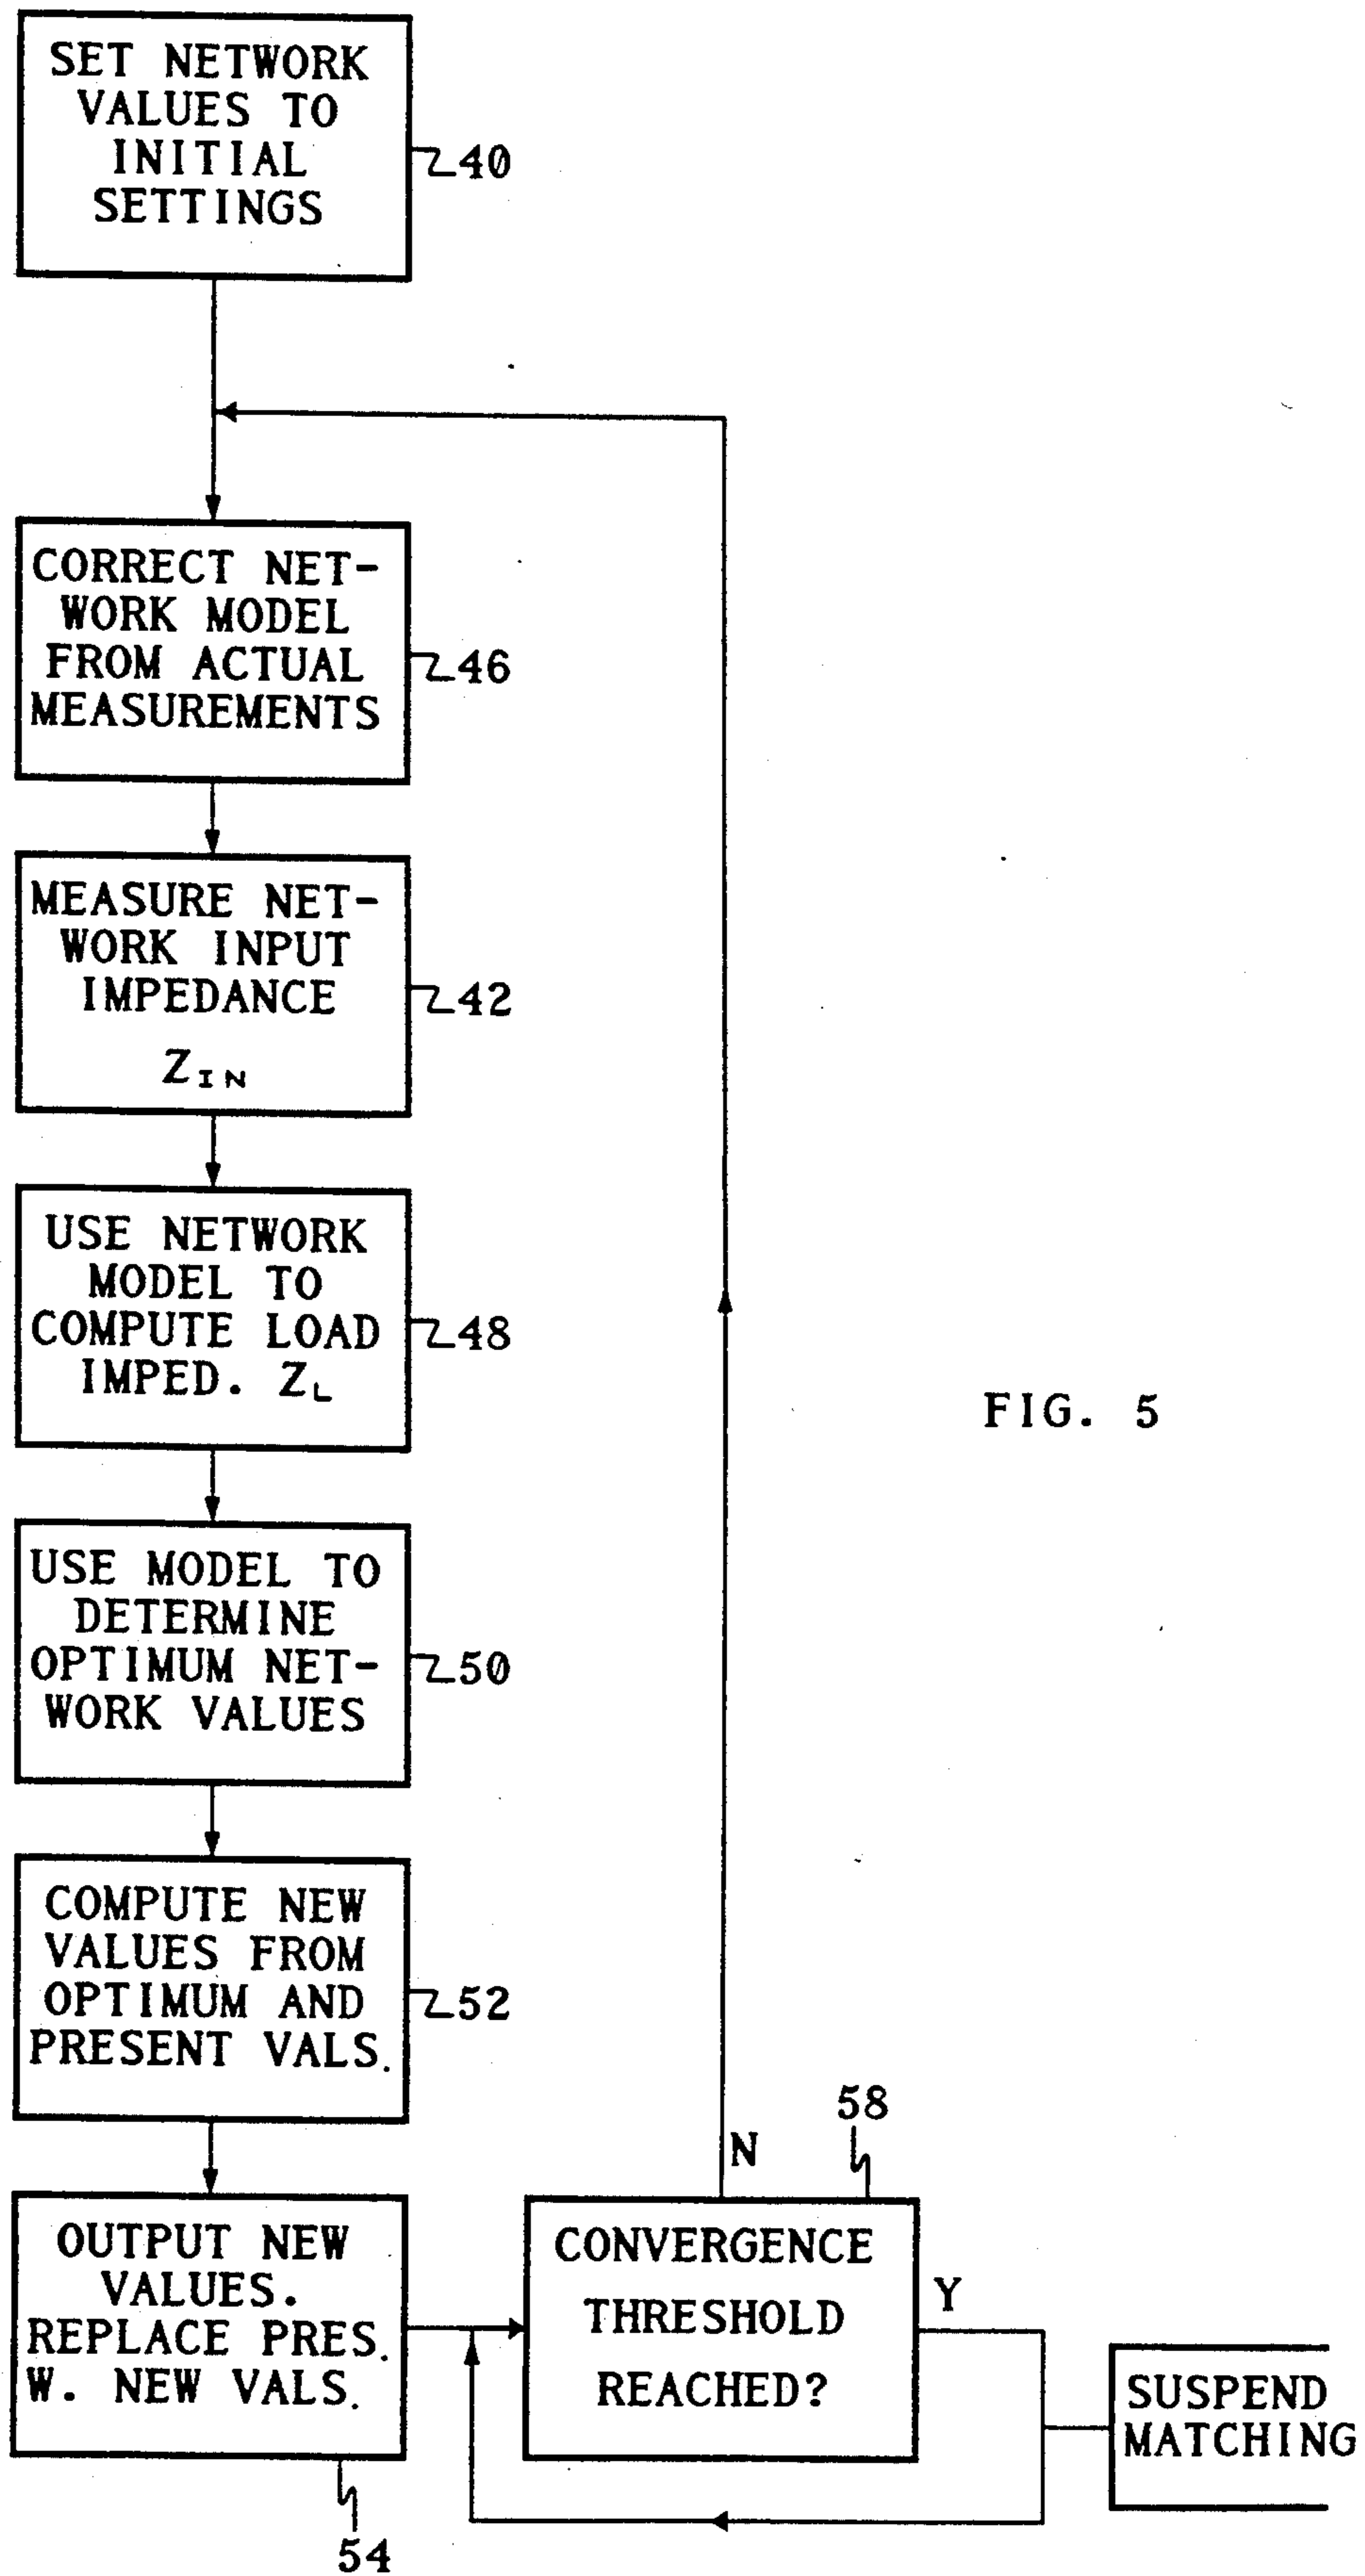 SET NETWORK
VALUES TO
INITIAL
SETTINGS
40
CORRECT NET-
WORK MODEL
FROM ACTUAL
MEASUREMENTS
46
MEASURE NET-
WORK INPUT
IMPEDANCE
Z_IN
42
USE NETWORK
MODEL TO
COMPUTE LOAD
IMPED. Z_L
48
FIG. 5
USE MODEL TO
DETERMINE
OPTIMUM NET-
WORK VALUES
50
COMPUTE NEW
VALUES FROM
OPTIMUM AND
PRESENT VALS.
52
OUTPUT NEW
VALUES.
REPLACE PRES.
W. NEW VALS.
54
N
58
CONVERGENCE
THRESHOLD
REACHED?
Y
SUSPEND
MATCHING